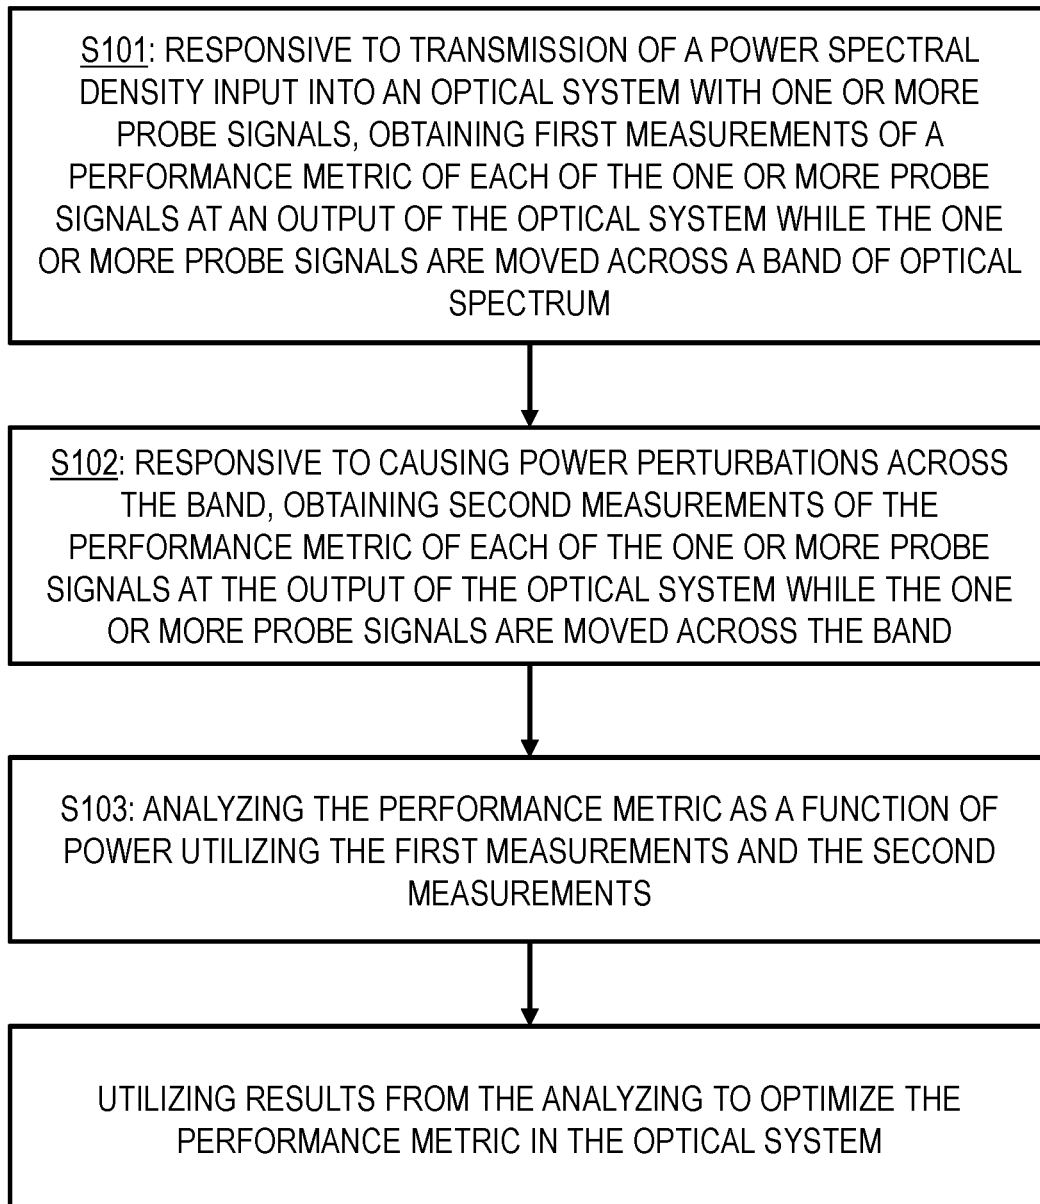 S101: RESPONSIVE TO TRANSMISSION OF A POWER SPECTRAL
DENSITY INPUT INTO AN OPTICAL SYSTEM WITH ONE OR MORE
PROBE SIGNALS, OBTAINING FIRST MEASUREMENTS OF A
PERFORMANCE METRIC OF EACH OF THE ONE OR MORE PROBE
SIGNALS AT AN OUTPUT OF THE OPTICAL SYSTEM WHILE THE ONE
OR MORE PROBE SIGNALS ARE MOVED ACROSS A BAND OF OPTICAL
SPECTRUM
S102: RESPONSIVE TO CAUSING POWER PERTURBATIONS ACROSS
THE BAND, OBTAINING SECOND MEASUREMENTS OF THE
PERFORMANCE METRIC OF EACH OF THE ONE OR MORE PROBE
SIGNALS AT THE OUTPUT OF THE OPTICAL SYSTEM WHILE THE ONE
OR MORE PROBE SIGNALS ARE MOVED ACROSS THE BAND
S103: ANALYZING THE PERFORMANCE METRIC AS A FUNCTION OF
POWER UTILIZING THE FIRST MEASUREMENTS AND THE SECOND
MEASUREMENTS
UTILIZING RESULTS FROM THE ANALYZING TO OPTIMIZE THE
PERFORMANCE METRIC IN THE OPTICAL SYSTEM